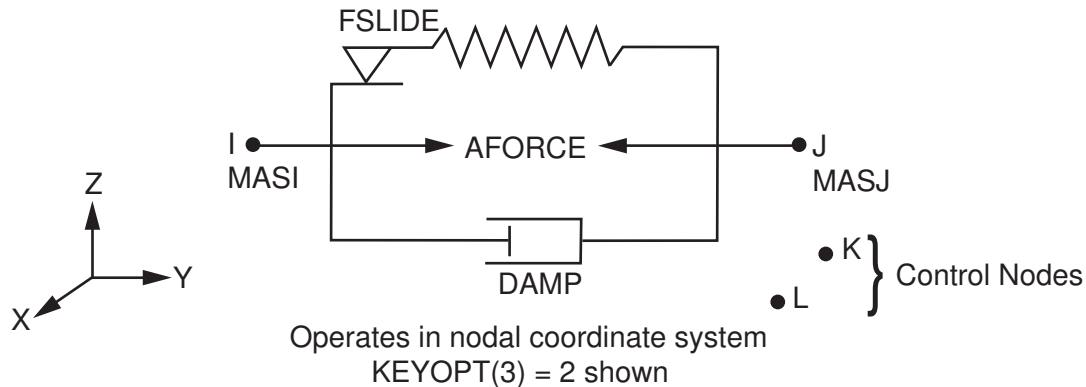 FSLIDE
I
AFORCE
J
MASI
MASJ
Z
Y
X
K
L
Control Nodes
DAMP
Operates in nodal coordinate system
KEYOPT(3) = 2 shown